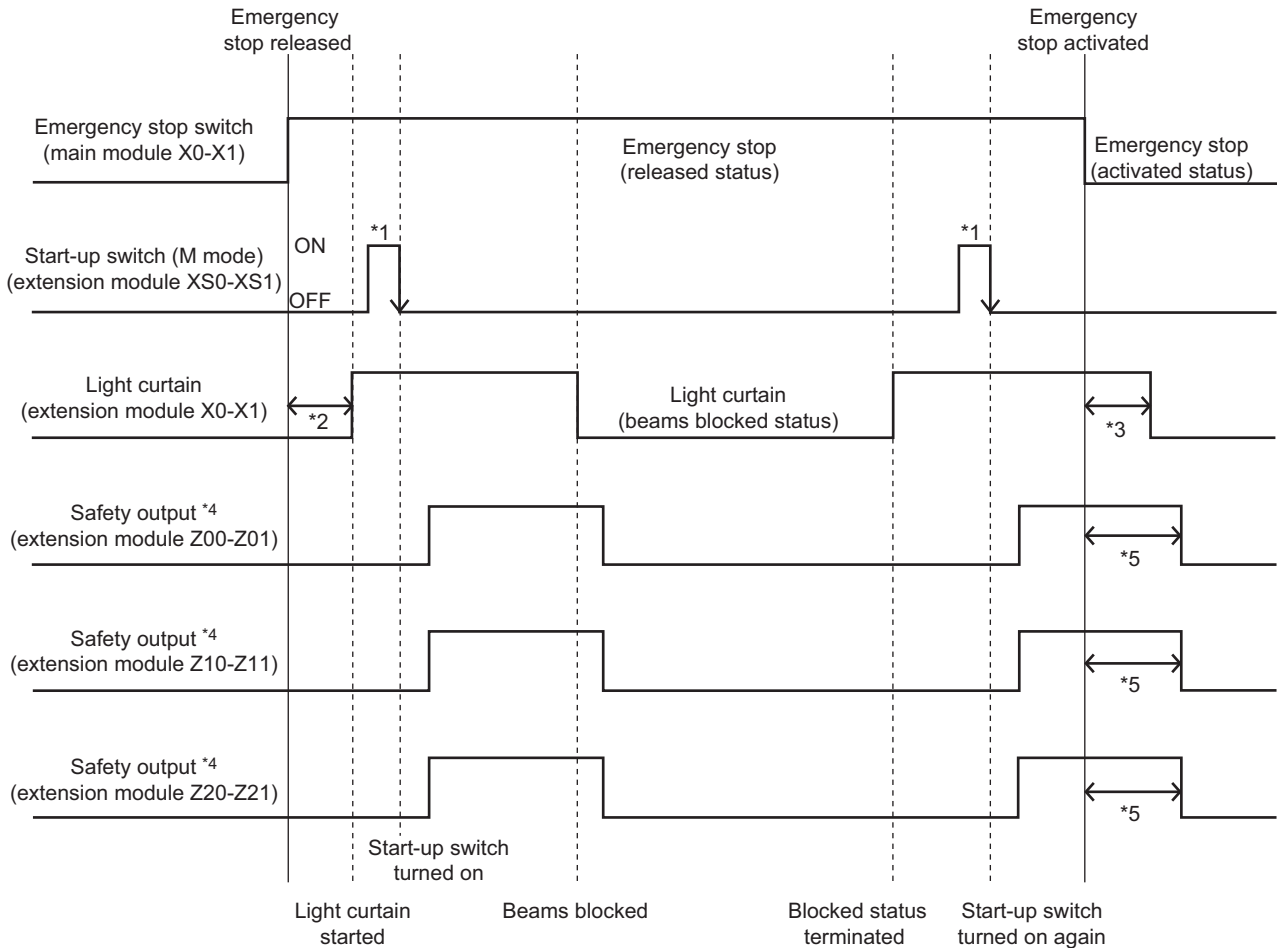 Emergency
stop released
Emergency
stop activated
Emergency stop switch
(main module X0-X1)
Emergency stop
(released status)
Emergency stop
(activated status)
Start-up switch (M mode)
(extension module XS0-XS1)
ON
OFF
*1
*1
Light curtain
(extension module X0-X1)
*2
Light curtain
(beams blocked status)
*3
Safety output *4
(extension module Z00-Z01)
*5
Safety output *4
(extension module Z10-Z11)
*5
Safety output *4
(extension module Z20-Z21)
*5
Start-up switch
turned on
Light curtain
started
Beams blocked
Blocked status
terminated
Start-up switch
turned on again